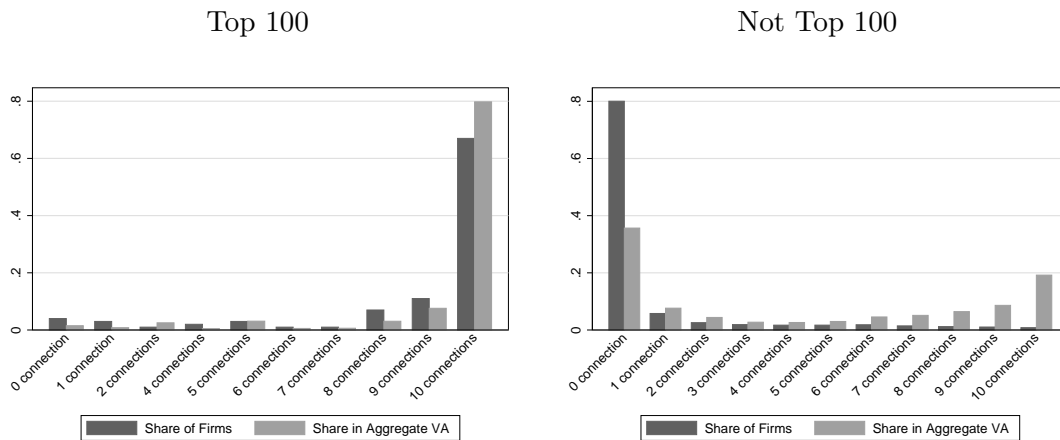 Top 100
.8
.6
.4
.2
0
0 connection
1 connection
2 connections
4 connections
5 connections
6 connections
7 connections
8 connections
9 connections
10 connections
Share of Firms
Share in Aggregate VA
Not Top 100
.8
.6
.4
.2
0
0 connection
1 connection
2 connections
3 connections
4 connections
5 connections
6 connections
7 connections
8 connections
9 connections
10 connections
Share of Firms
Share in Aggregate VA